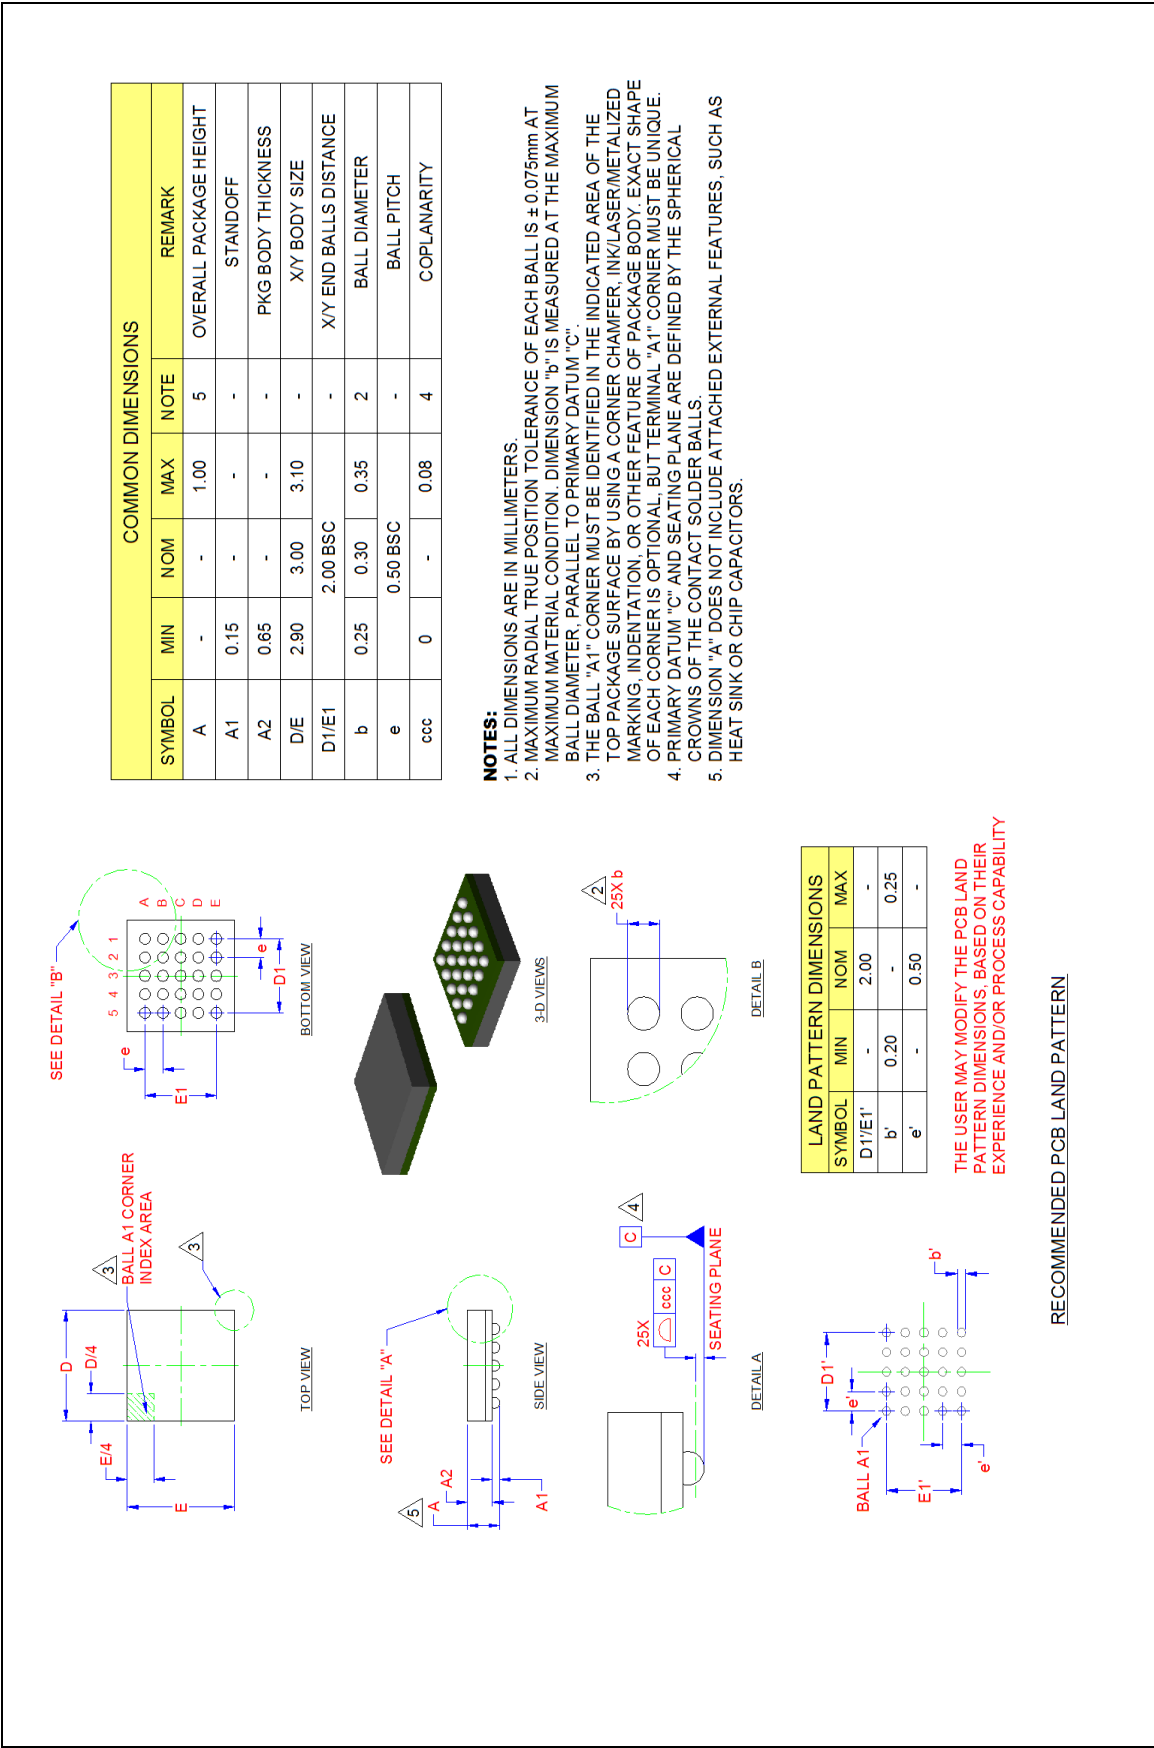 D
D/4
E/4
E
3
BALL A1 CORNER
INDEX AREA
3
TOP VIEW
SEE DETAIL "B"
5 4 3 2 1
A
B
C
D
E
e
E1
e
D1
BOTTOM VIEW
5
A
A2
A1
SEE DETAIL "A"
SIDE VIEW
3-D VIEWS
25X
ccc C
C
4
SEATING PLANE
DETAIL A
2
25X b
DETAIL B
BALL A1
e'
D1'
E1'
e'
b'
LAND PATTERN DIMENSIONS
SYMBOL MIN NOM MAX
D1'/E1' - 2.00 -
b' 0.20 - 0.25
e' - 0.50 -
THE USER MAY MODIFY THE PCB LAND
PATTERN DIMENSIONS, BASED ON THEIR
EXPERIENCE AND/OR PROCESS CAPABILITY
RECOMMENDED PCB LAND PATTERN
COMMON DIMENSIONS
SYMBOL MIN NOM MAX NOTE REMARK
A - - 1.00 5 OVERALL PACKAGE HEIGHT
A1 0.15 - - - STANDOFF
A2 0.65 - - - PKG BODY THICKNESS
D/E 2.90 3.00 3.10 - X/Y BODY SIZE
D1/E1 2.00 BSC - X/Y END BALLS DISTANCE
b 0.25 0.30 0.35 2 BALL DIAMETER
e 0.50 BSC - BALL PITCH
ccc 0 - 0.08 4 COPLANARITY
NOTES:
1. ALL DIMENSIONS ARE IN MILLIMETERS.
2. MAXIMUM RADIAL TRUE POSITION TOLERANCE OF EACH BALL IS ± 0.075mm AT
MAXIMUM MATERIAL CONDITION. DIMENSION "b" IS MEASURED AT THE MAXIMUM
BALL DIAMETER, PARALLEL TO PRIMARY DATUM "C".
3. THE BALL "A1" CORNER MUST BE IDENTIFIED IN THE INDICATED AREA OF THE
TOP PACKAGE SURFACE BY USING A CORNER CHAMFER, INK/LASER/METALIZED
MARKING, INDENTATION, OR OTHER FEATURE OF PACKAGE BODY. EXACT SHAPE
OF EACH CORNER IS OPTIONAL, BUT TERMINAL "A1" CORNER MUST BE UNIQUE.
4. PRIMARY DATUM "C" AND SEATING PLANE ARE DEFINED BY THE SPHERICAL
CROWNS OF THE CONTACT SOLDER BALLS.
5. DIMENSION "A" DOES NOT INCLUDE ATTACHED EXTERNAL FEATURES, SUCH AS
HEAT SINK OR CHIP CAPACITORS.